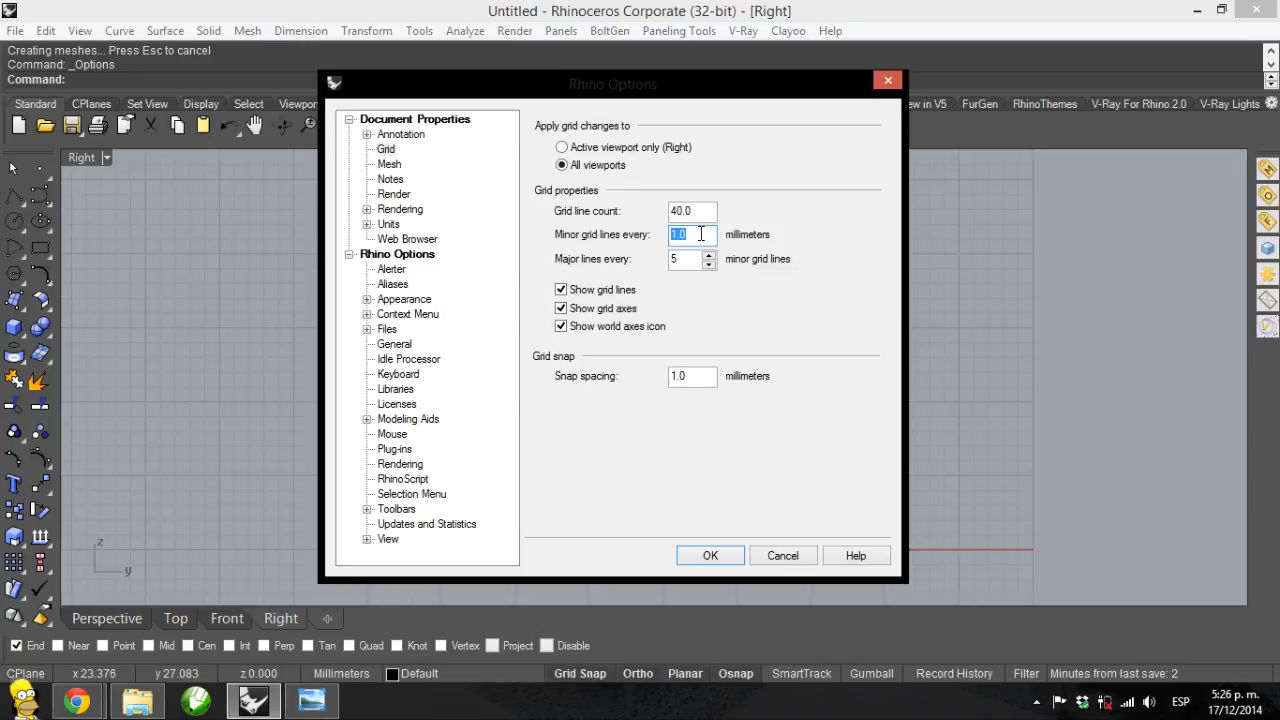 Untitled - Rhinoceros Corporate (32-bit) - [Right]
File Edit View Curve Surface Solid Mesh Dimension Transform Tools Analyze Render Panels BoltGen Paneling Tools V-Ray Clayoo Help
Creating meshes... Press Esc to cancel
Command: _Options
Command:
Rhino Options
Standard CPlanes Set View Display Select Viewpor ew in V5 FurGen RhinoThemes V-Ray For Rhino 2.0 V-Ray Lights
Right
Document Properties
Annotation
Grid
Mesh
Notes
Render
Rendering
Units
Web Browser
Rhino Options
Alerter
Aliases
Appearance
Context Menu
Files
General
Idle Processor
Keyboard
Libraries
Licenses
Modeling Aids
Mouse
Plug-ins
Rendering
RhinoScript
Selection Menu
Toolbars
Updates and Statistics
View
Apply grid changes to
Active viewport only (Right)
All viewports
Grid properties
Grid line count: 40.0
Minor grid lines every: 1.0 millimeters
Major lines every: 5 minor grid lines
Show grid lines
Show grid axes
Show world axes icon
Grid snap
Snap spacing: 1.0 millimeters
OK Cancel Help
z
y
Perspective Top Front Right
End Near Point Mid Cen Int Perp Tan Quad Knot Vertex Project Disable
CPlane x 23.376 y 27.083 z 0.000 Millimeters Default Grid Snap Ortho Planar Osnap SmartTrack Gumball Record History Filter Minutes from last save: 2
ESP
5:26 p. m.
17/12/2014